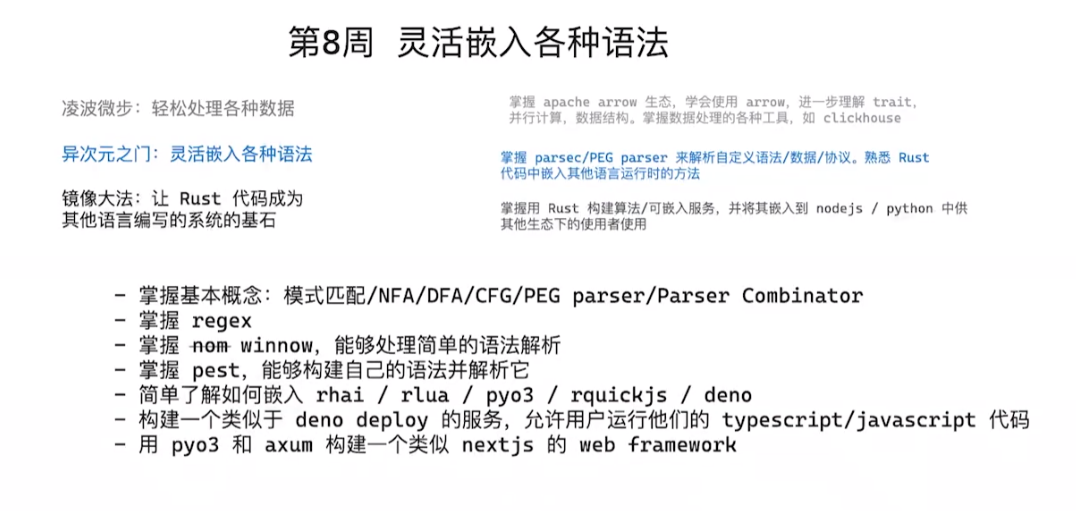 第8周 灵活嵌入各种语法
凌波微步：轻松处理各种数据
掌握 apache arrow 生态，学会使用 arrow，进一步理解 trait，
并行计算，数据结构。掌握数据处理的各种工具，如 clickhouse
异次元之门：灵活嵌入各种语法
掌握 parsec/PEG parser 来解析自定义语法/数据/协议。熟悉 Rust
代码中嵌入其他语言运行时的方法
镜像大法：让 Rust 代码成为
其他语言编写的系统的基石
掌握用 Rust 构建算法/可嵌入服务，并将其嵌入到 nodejs / python 中供
其他生态下的使用者使用
- 掌握基本概念：模式匹配/NFA/DFA/CFG/PEG parser/Parser Combinator
- 掌握 regex
- 掌握 nom winnow，能够处理简单的语法解析
- 掌握 pest，能够构建自己的语法并解析它
- 简单了解如何嵌入 rhai / rlua / pyo3 / rquickjs / deno
- 构建一个类似于 deno deploy 的服务，允许用户运行他们的 typescript/javascript 代码
- 用 pyo3 和 axum 构建一个类似 nextjs 的 web framework